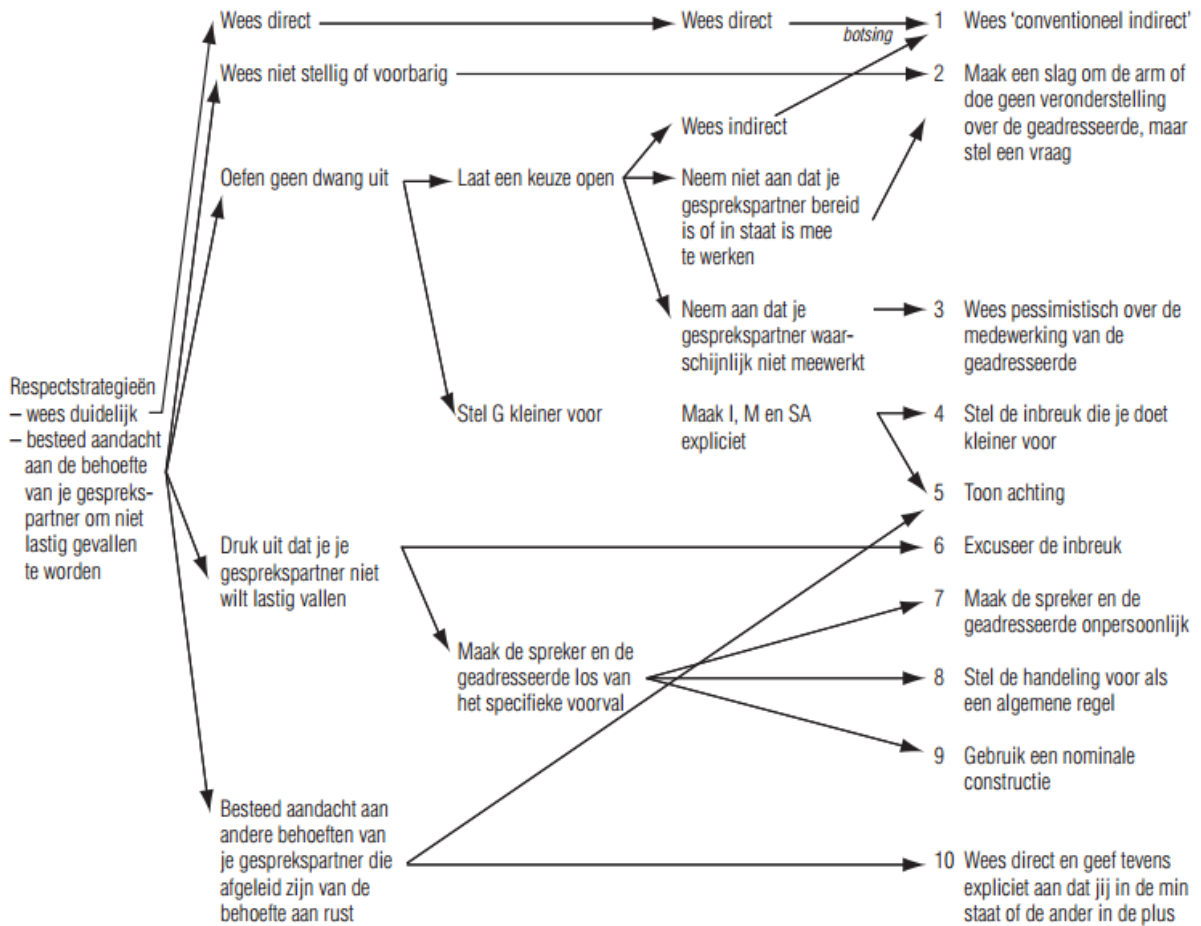 Wees direct
Wees direct
botsing
1 Wees ‘conventioneel indirect’
Wees niet stellig of voorbarig
2 Maak een slag om de arm of
doe geen veronderstelling
over de geadresseerde, maar
stel een vraag
Wees indirect
Oefen geen dwang uit
Laat een keuze open
Neem niet aan dat je
gesprekspartner bereid
is of in staat is mee
te werken
Neem aan dat je
gesprekspartner waar-
schijnlijk niet meewerkt
3 Wees pessimistisch over de
medewerking van de
geadresseerde
Respectstrategieën
– wees duidelijk
– besteed aandacht
aan de behoefte
van je gespreks-
partner om niet
lastig gevallen
te worden
Stel G kleiner voor
Maak I, M en SA
expliciet
4 Stel de inbreuk die je doet
kleiner voor
5 Toon achting
Druk uit dat je je
gesprekspartner niet
wilt lastig vallen
6 Excuseer de inbreuk
Maak de spreker en de
geadresseerde los van
het specifieke voorval
7 Maak de spreker en de
geadresseerde onpersoonlijk
8 Stel de handeling voor als
een algemene regel
9 Gebruik een nominale
constructie
Besteed aandacht aan
andere behoeften van
je gesprekspartner die
afgeleid zijn van de
behoefte aan rust
10 Wees direct en geef tevens
expliciet aan dat jij in de min
staat of de ander in de plus